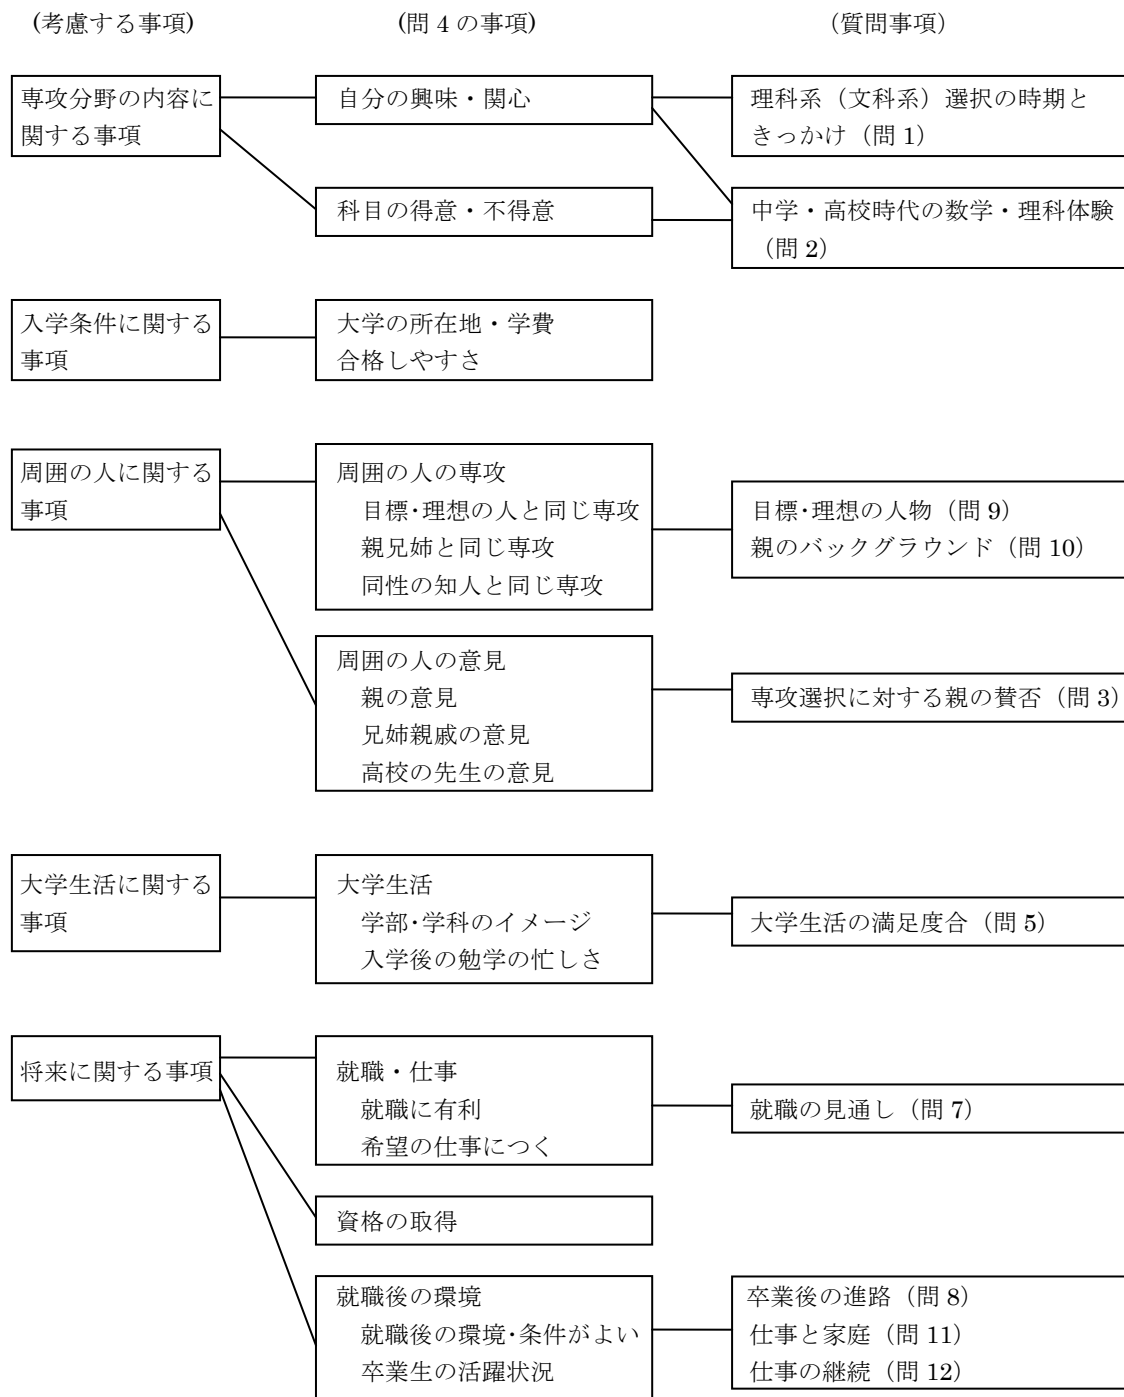 (考慮する事項)
(問 4 の事項)
（質問事項）
専攻分野の内容に
関する事項
自分の興味・関心
理科系（文科系）選択の時期と
きっかけ（問 1）
科目の得意・不得意
中学・高校時代の数学・理科体験
（問 2）
入学条件に関する
事項
大学の所在地・学費
合格しやすさ
周囲の人に関する
事項
周囲の人の専攻
目標･理想の人と同じ専攻
親兄姉と同じ専攻
同性の知人と同じ専攻
目標･理想の人物（問 9）
親のバックグラウンド（問 10）
周囲の人の意見
親の意見
兄姉親戚の意見
高校の先生の意見
専攻選択に対する親の賛否（問 3）
大学生活に関する
事項
大学生活
学部･学科のイメージ
入学後の勉学の忙しさ
大学生活の満足度合（問 5）
将来に関する事項
就職・仕事
就職に有利
希望の仕事につく
就職の見通し（問 7）
資格の取得
就職後の環境
就職後の環境･条件がよい
卒業生の活躍状況
卒業後の進路（問 8）
仕事と家庭（問 11）
仕事の継続（問 12）